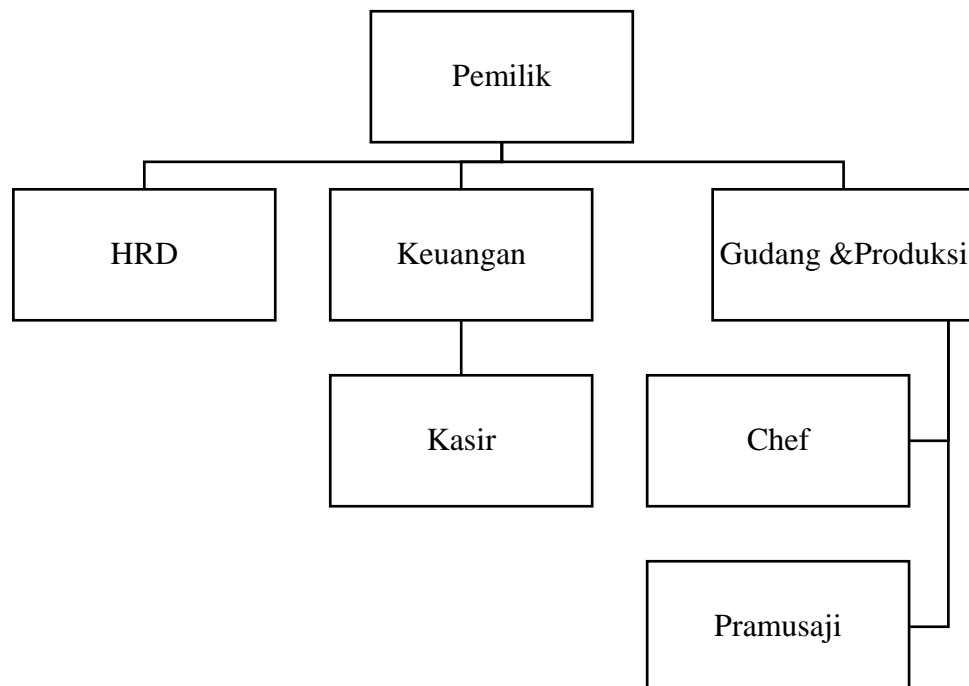 Pemilik
HRD
Keuangan
Gudang &Produksi
Kasir
Chef
Pramusaji